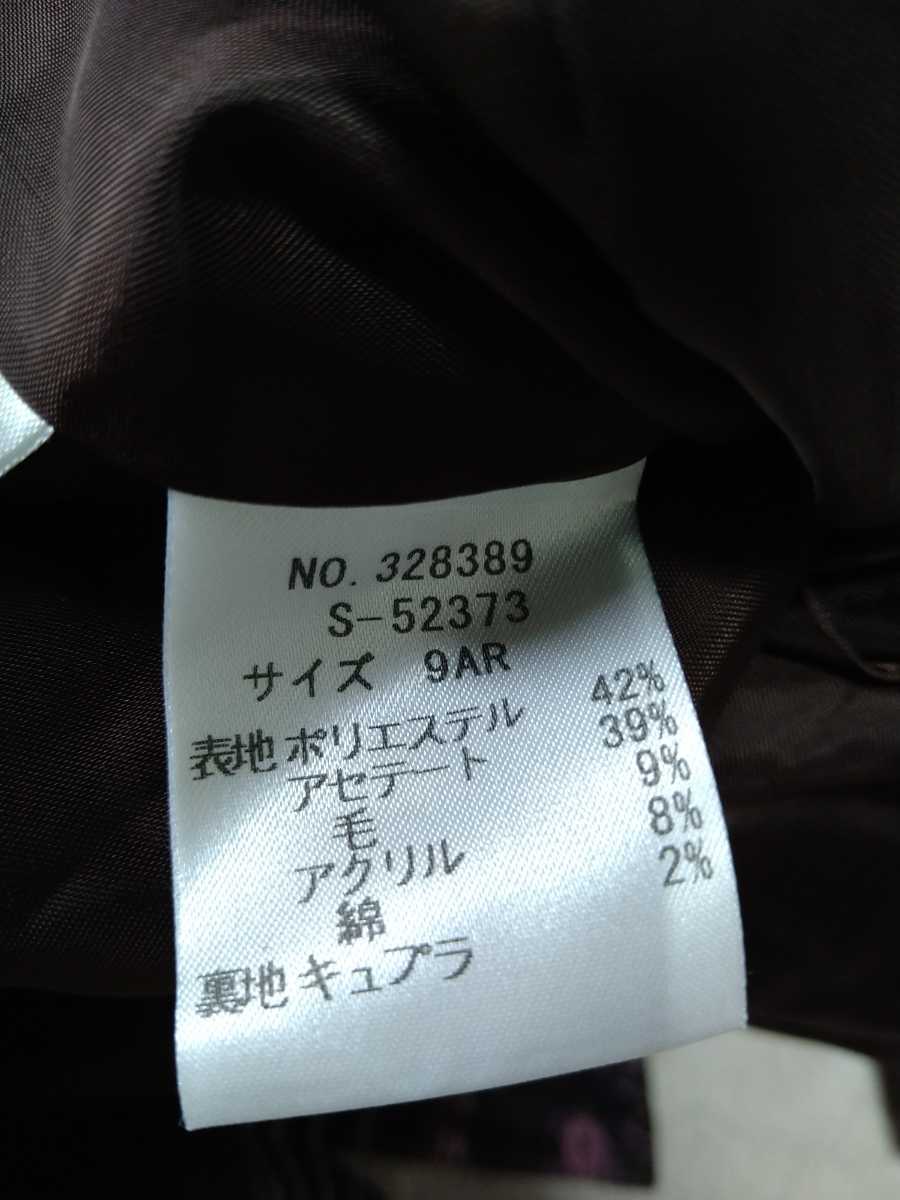 NO. 328389
S-52373
サイズ 9AR
表地 ポリエステル 42%
アセテート 39%
毛 9%
アクリル 8%
綿 2%
裏地 キュプラ